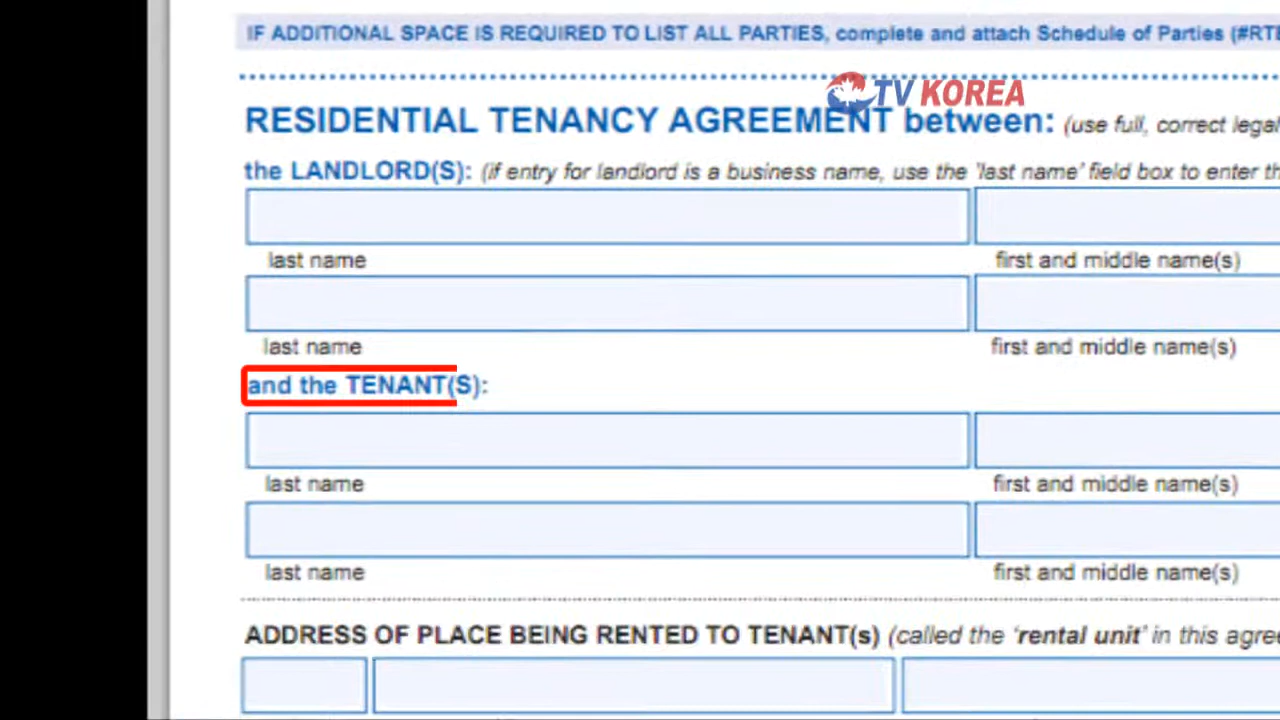 IF ADDITIONAL SPACE IS REQUIRED TO LIST ALL PARTIES, complete and attach Schedule of Parties (#RTB
TV KOREA
RESIDENTIAL TENANCY AGREEMENT between: (use full, correct legal
the LANDLORD(S): (if entry for landlord is a business name, use the 'last name' field box to enter th
last name first and middle name(s)
last name first and middle name(s)
and the TENANT(S):
last name first and middle name(s)
last name first and middle name(s)
ADDRESS OF PLACE BEING RENTED TO TENANT(s) (called the 'rental unit' in this agree